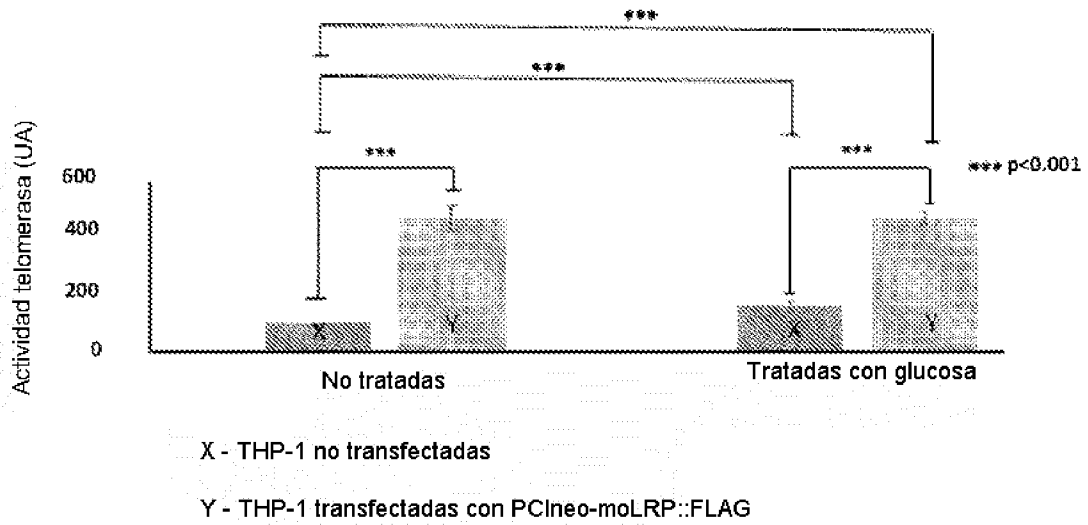 ***
***
***
***
*** p<0.001
Actividad telomerasa (UA)
600
400
200
0
X
Y
X
Y
No tratadas
Tratadas con glucosa
X - THP-1 no transfectadas
Y - THP-1 transfectadas con PCIneo-moLRP::FLAG